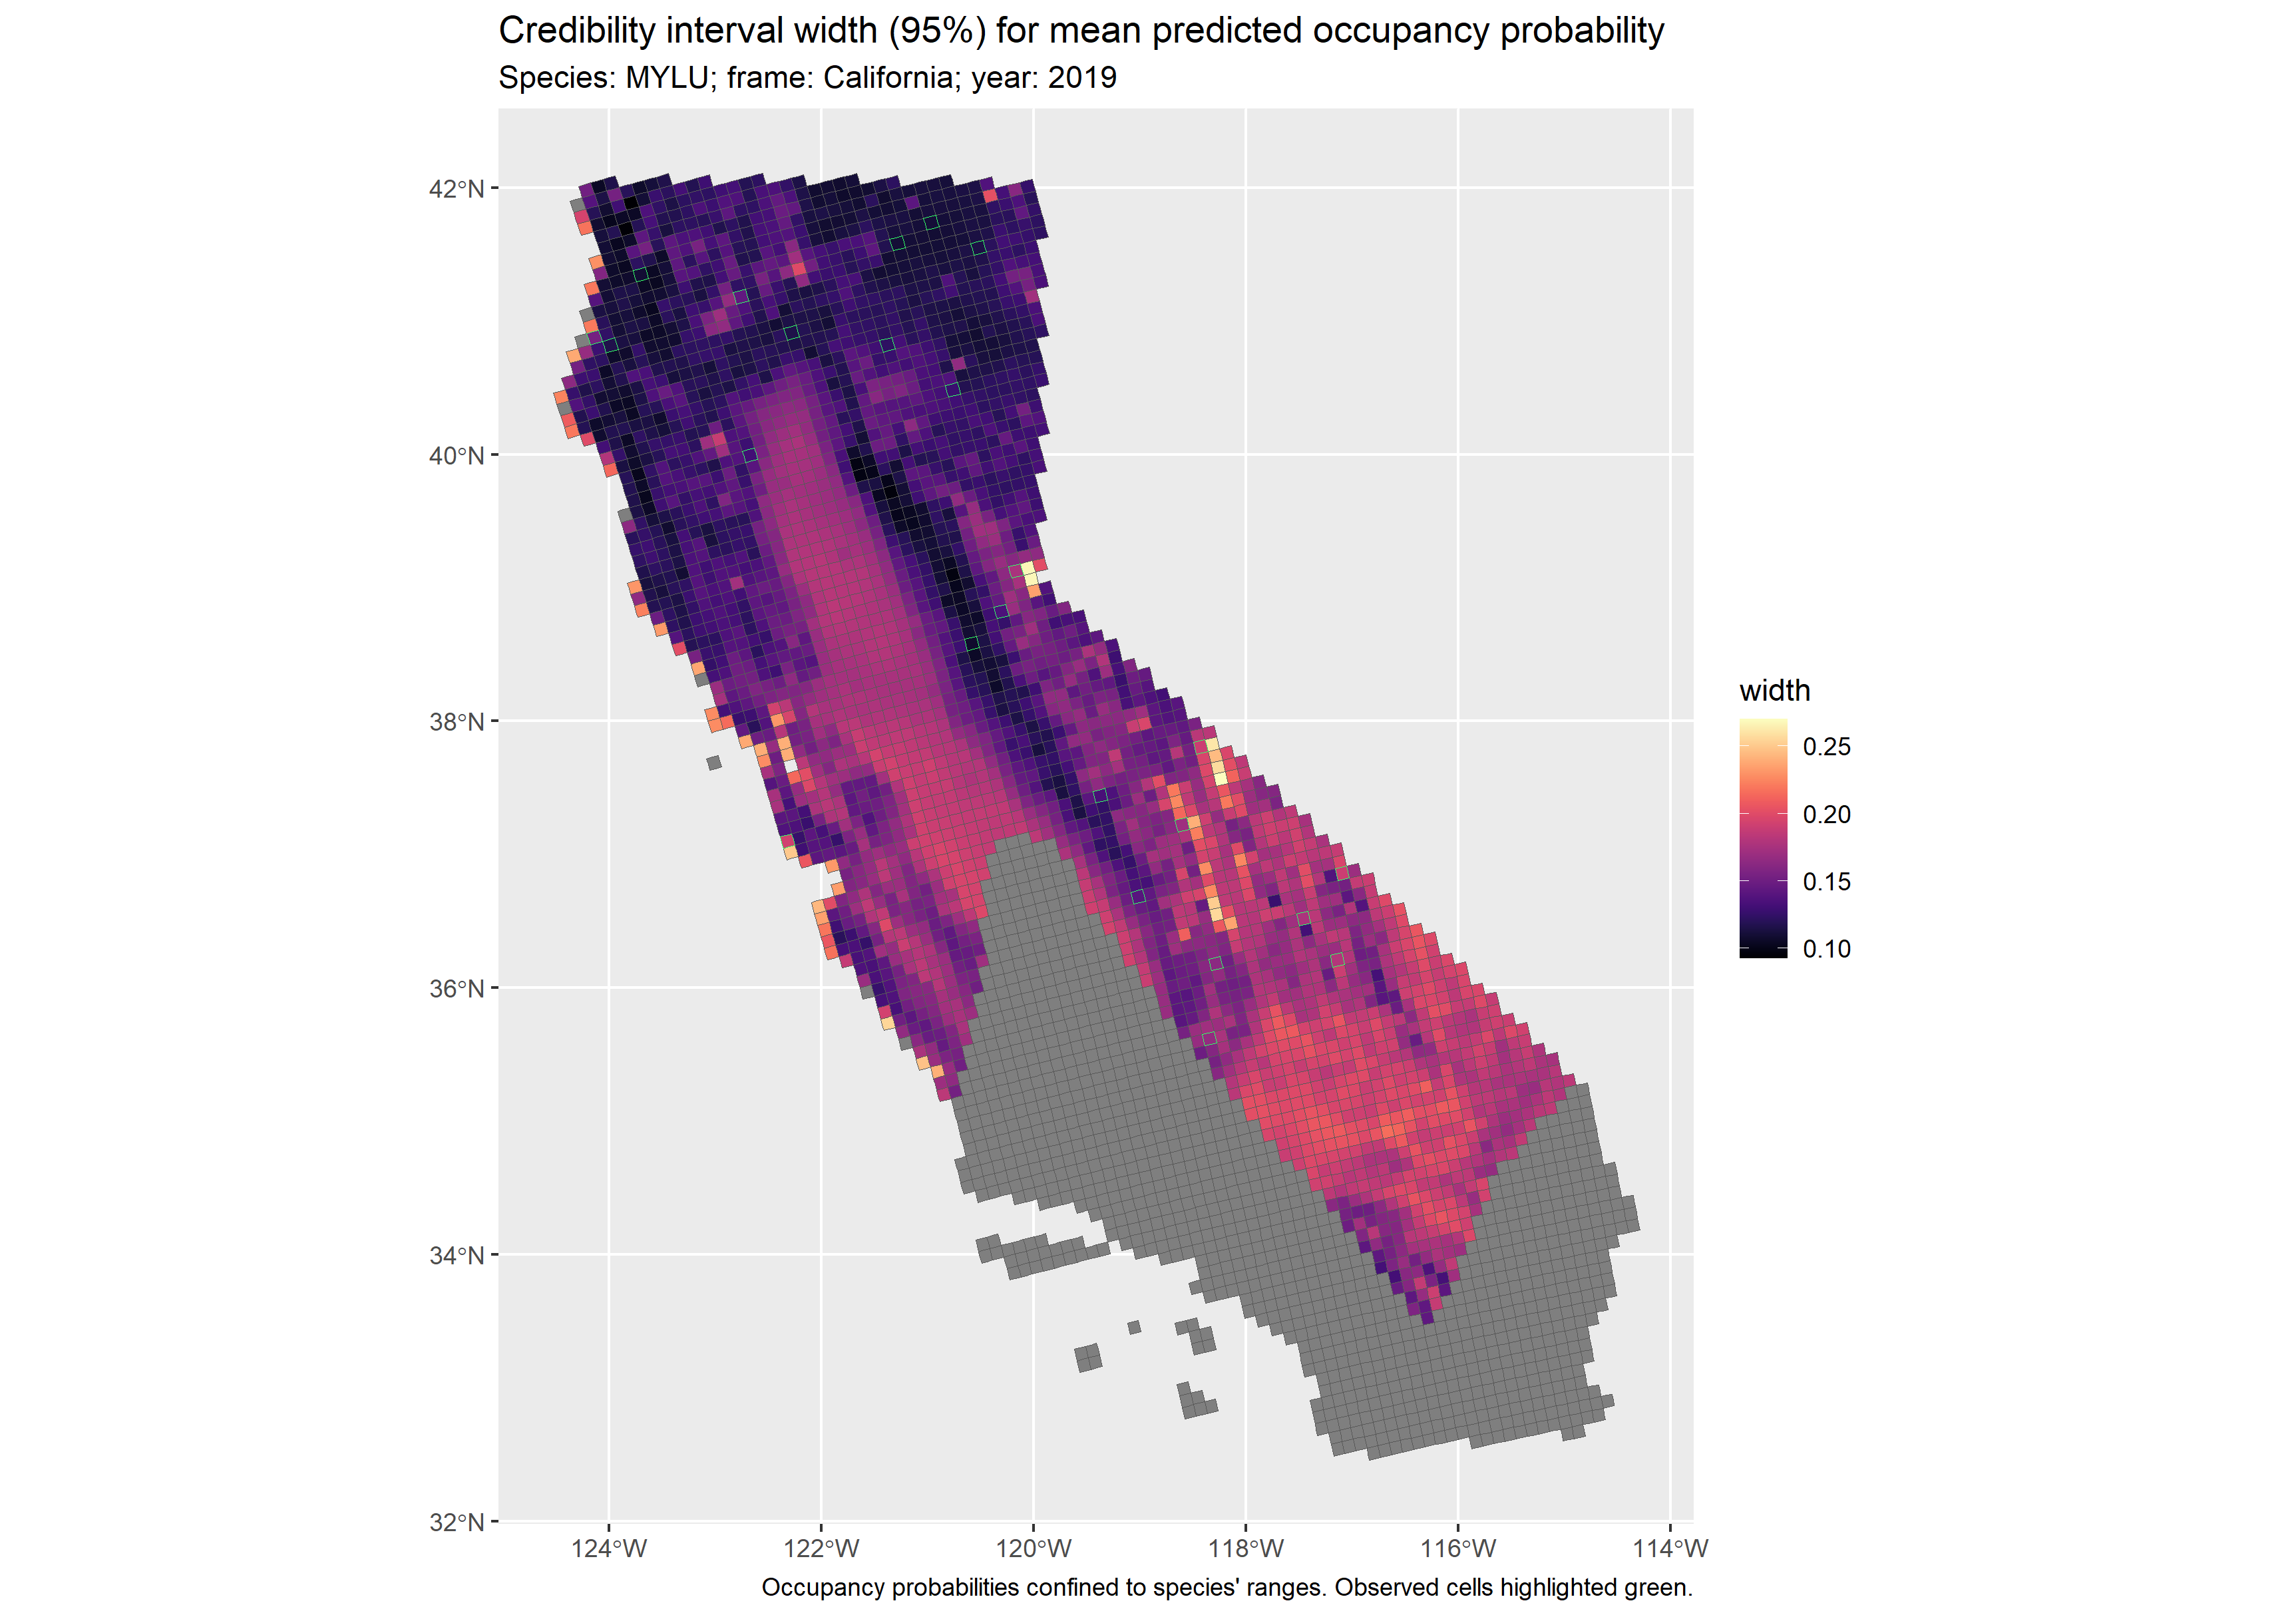 Credibility interval width (95%) for mean predicted occupancy probability
Species: MYLU; frame: California; year: 2019
42°N
40°N
38°N
36°N
34°N
32°N
124°W
122°W
120°W
118°W
116°W
114°W
width
0.25
0.20
0.15
0.10
Occupancy probabilities confined to species' ranges. Observed cells highlighted green.